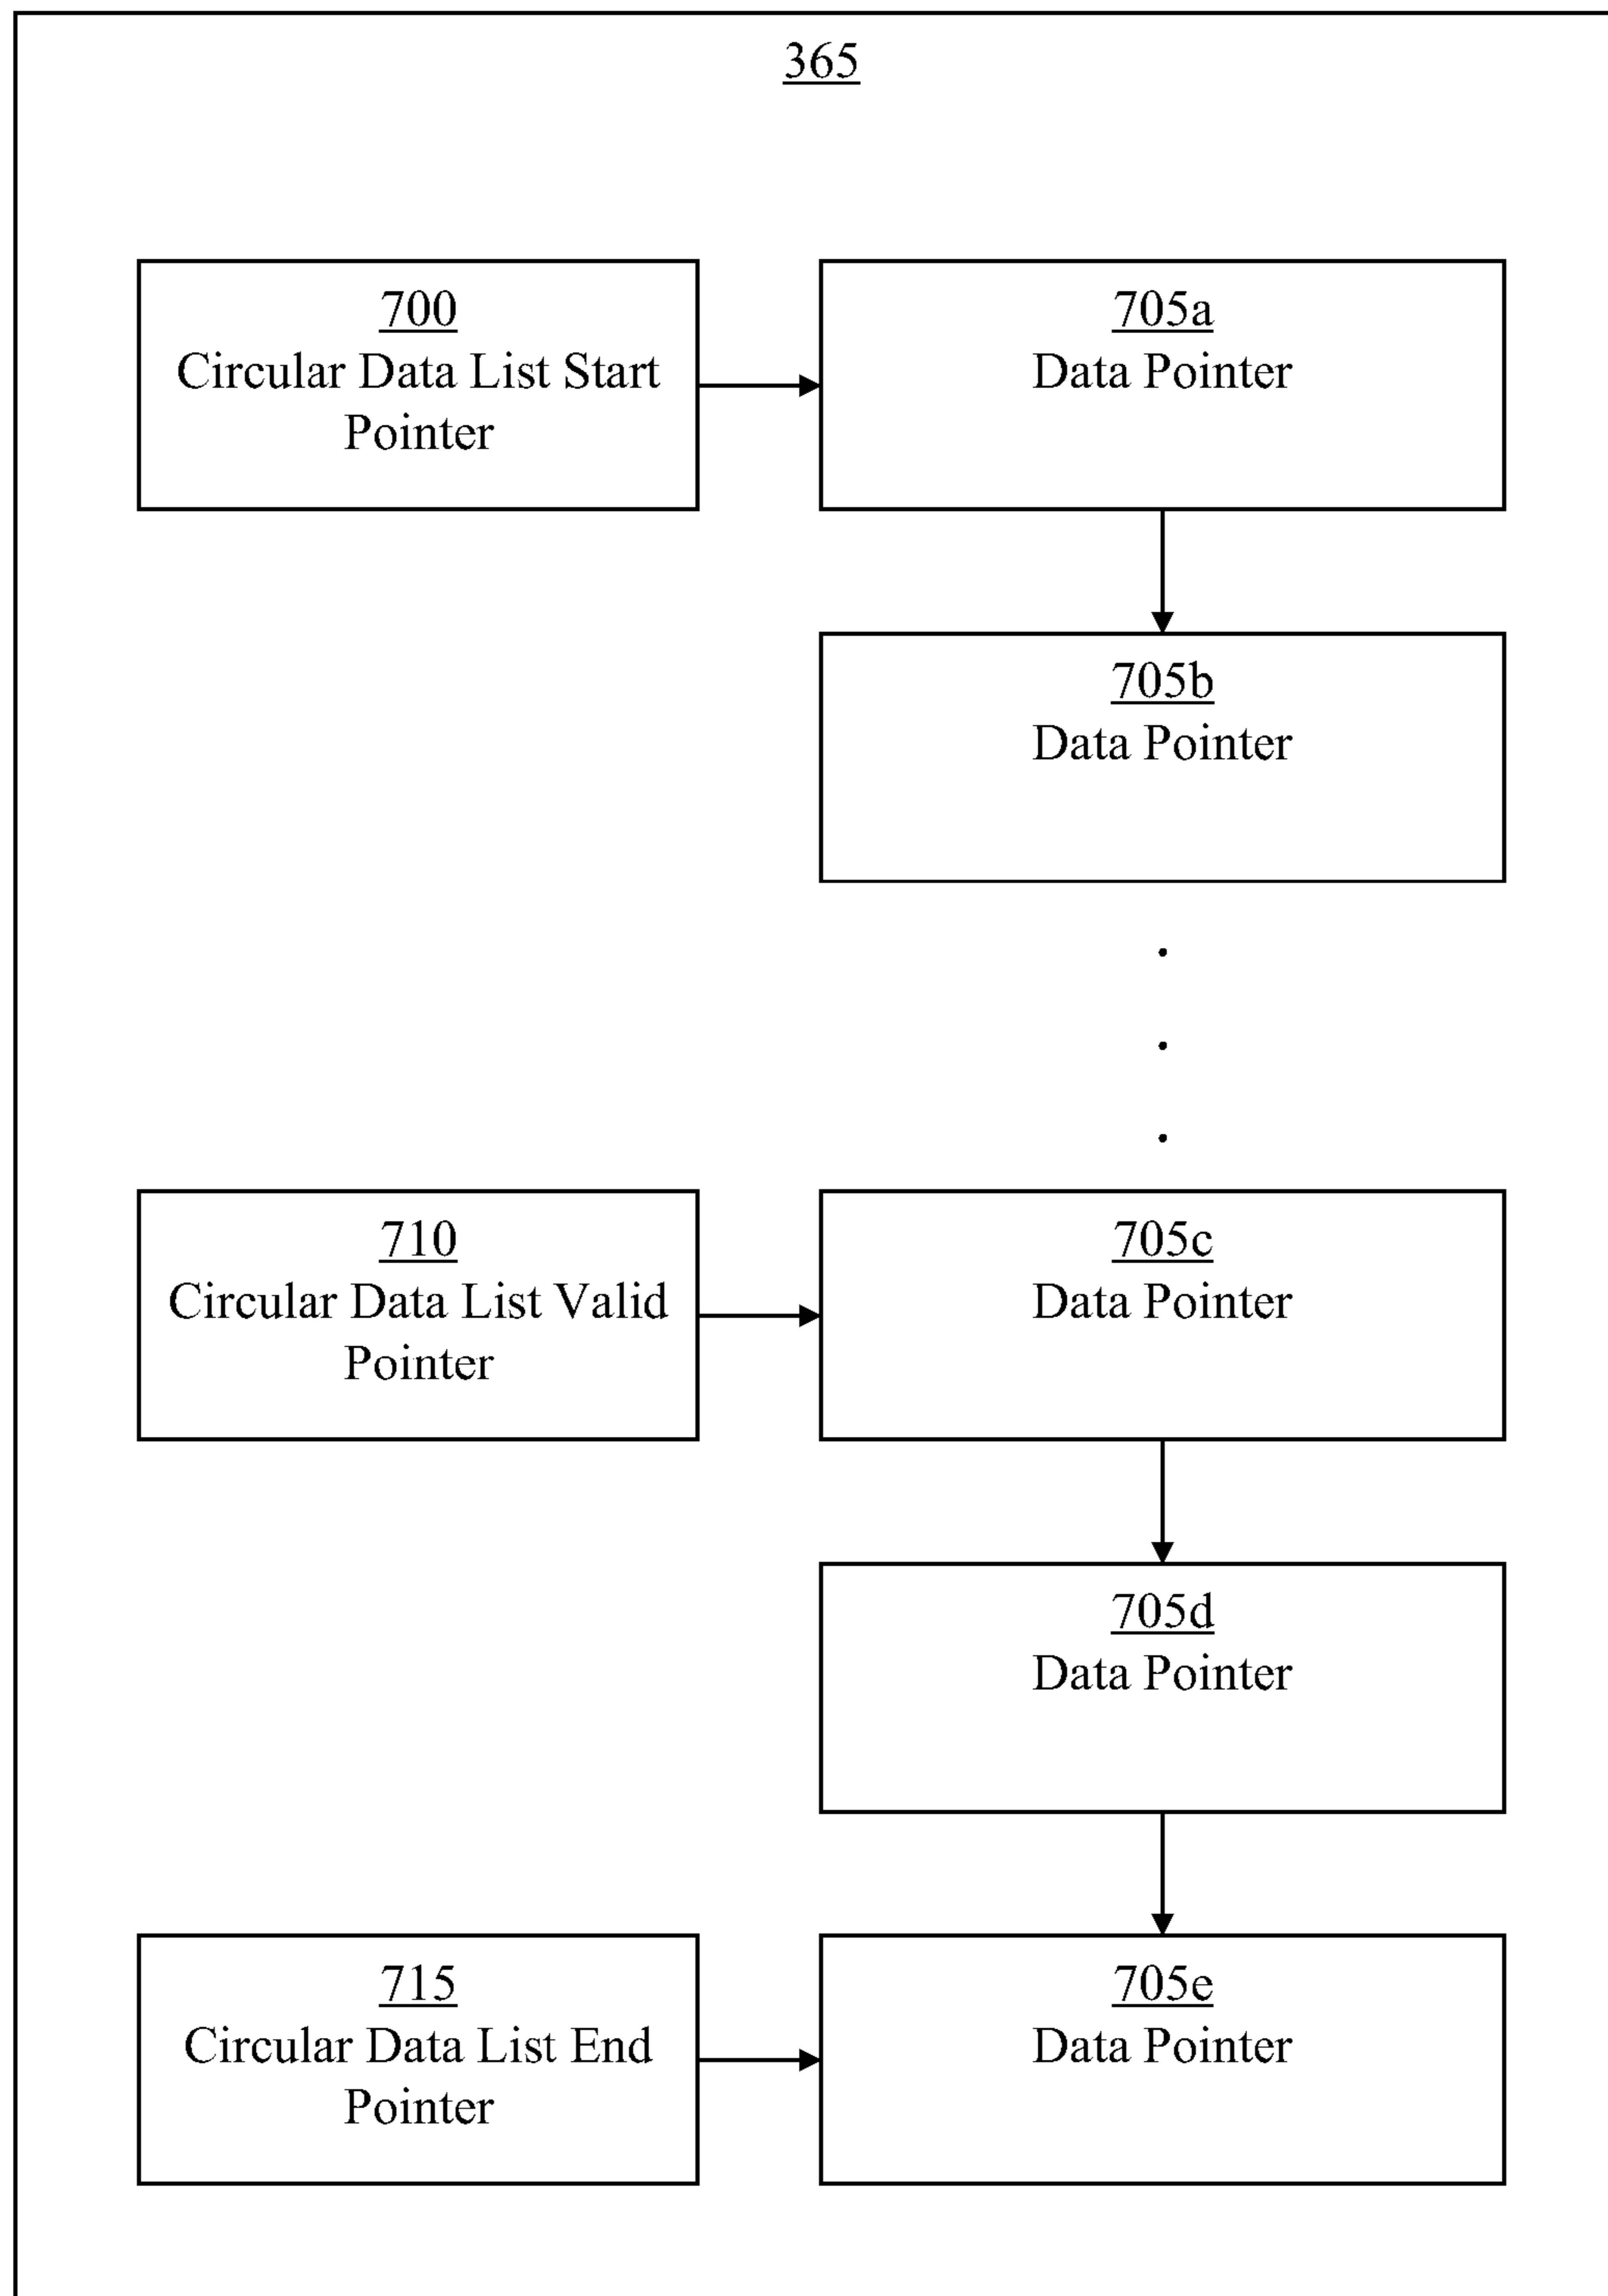 365
700
Circular Data List Start
Pointer
705a
Data Pointer
705b
Data Pointer
.
.
.
710
Circular Data List Valid
Pointer
705c
Data Pointer
705d
Data Pointer
715
Circular Data List End
Pointer
705e
Data Pointer